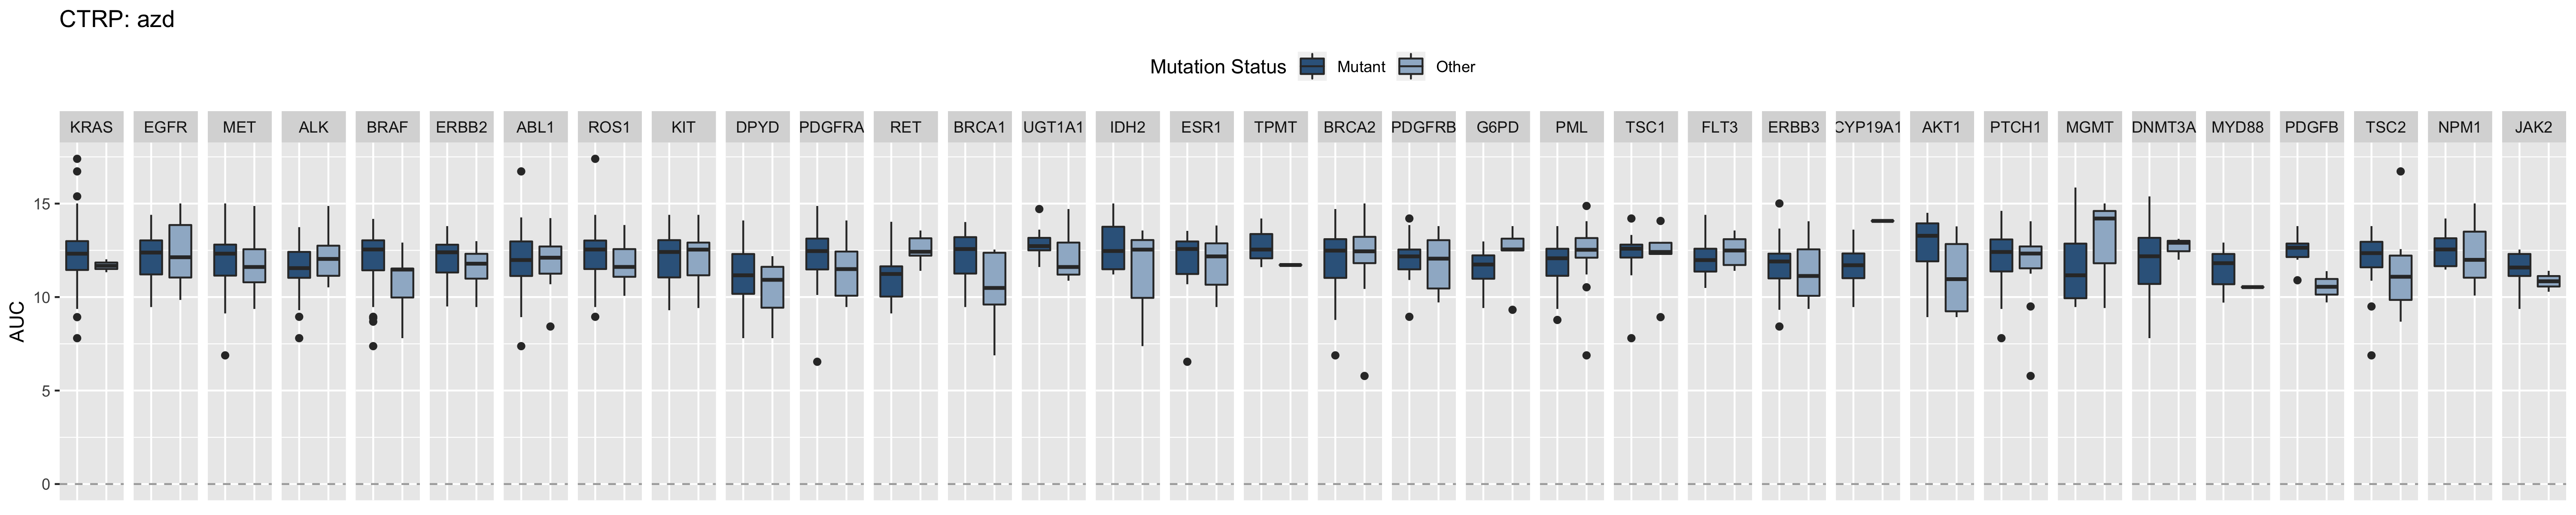 CTRP: azd
Mutation Status Mutant Other
KRAS EGFR MET ALK BRAF ERBB2 ABL1 ROS1 KIT DPYD PDGFRA RET BRCA1 UGT1A1 IDH2 ESR1 TPMT BRCA2 PDGFRB G6PD PML TSC1 FLT3 ERBB3 CYP19A1 AKT1 PTCH1 MGMT DNMT3A MYD88 PDGFB TSC2 NPM1 JAK2
15
10
5
0
AUC